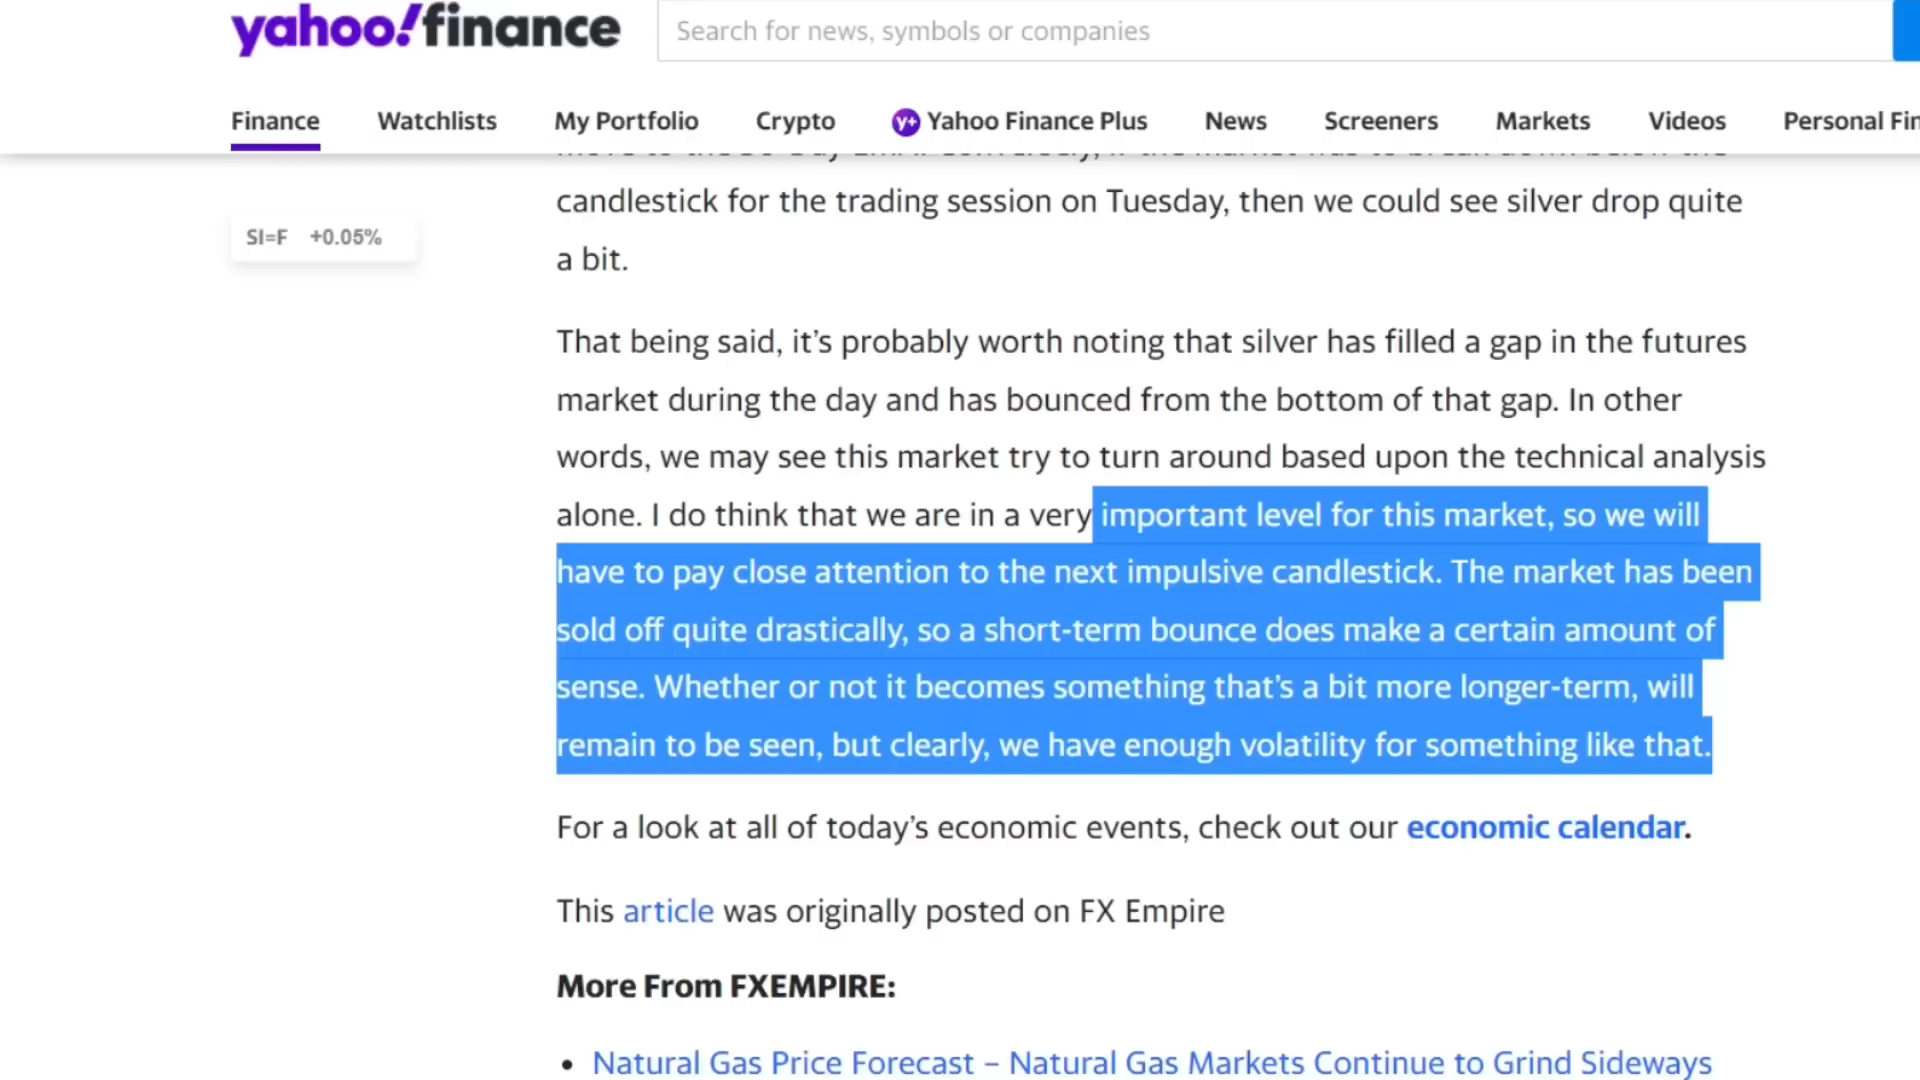 yahoo!finance
Search for news, symbols or companies
Finance Watchlists My Portfolio Crypto y+ Yahoo Finance Plus News Screeners Markets Videos Personal Fin
candlestick for the trading session on Tuesday, then we could see silver drop quite
a bit.
SI=F +0.05%
That being said, it’s probably worth noting that silver has filled a gap in the futures
market during the day and has bounced from the bottom of that gap. In other
words, we may see this market try to turn around based upon the technical analysis
alone. I do think that we are in a very important level for this market, so we will
have to pay close attention to the next impulsive candlestick. The market has been
sold off quite drastically, so a short-term bounce does make a certain amount of
sense. Whether or not it becomes something that’s a bit more longer-term, will
remain to be seen, but clearly, we have enough volatility for something like that.
For a look at all of today’s economic events, check out our economic calendar.
This article was originally posted on FX Empire
More From FXEMPIRE:
• Natural Gas Price Forecast – Natural Gas Markets Continue to Grind Sideways